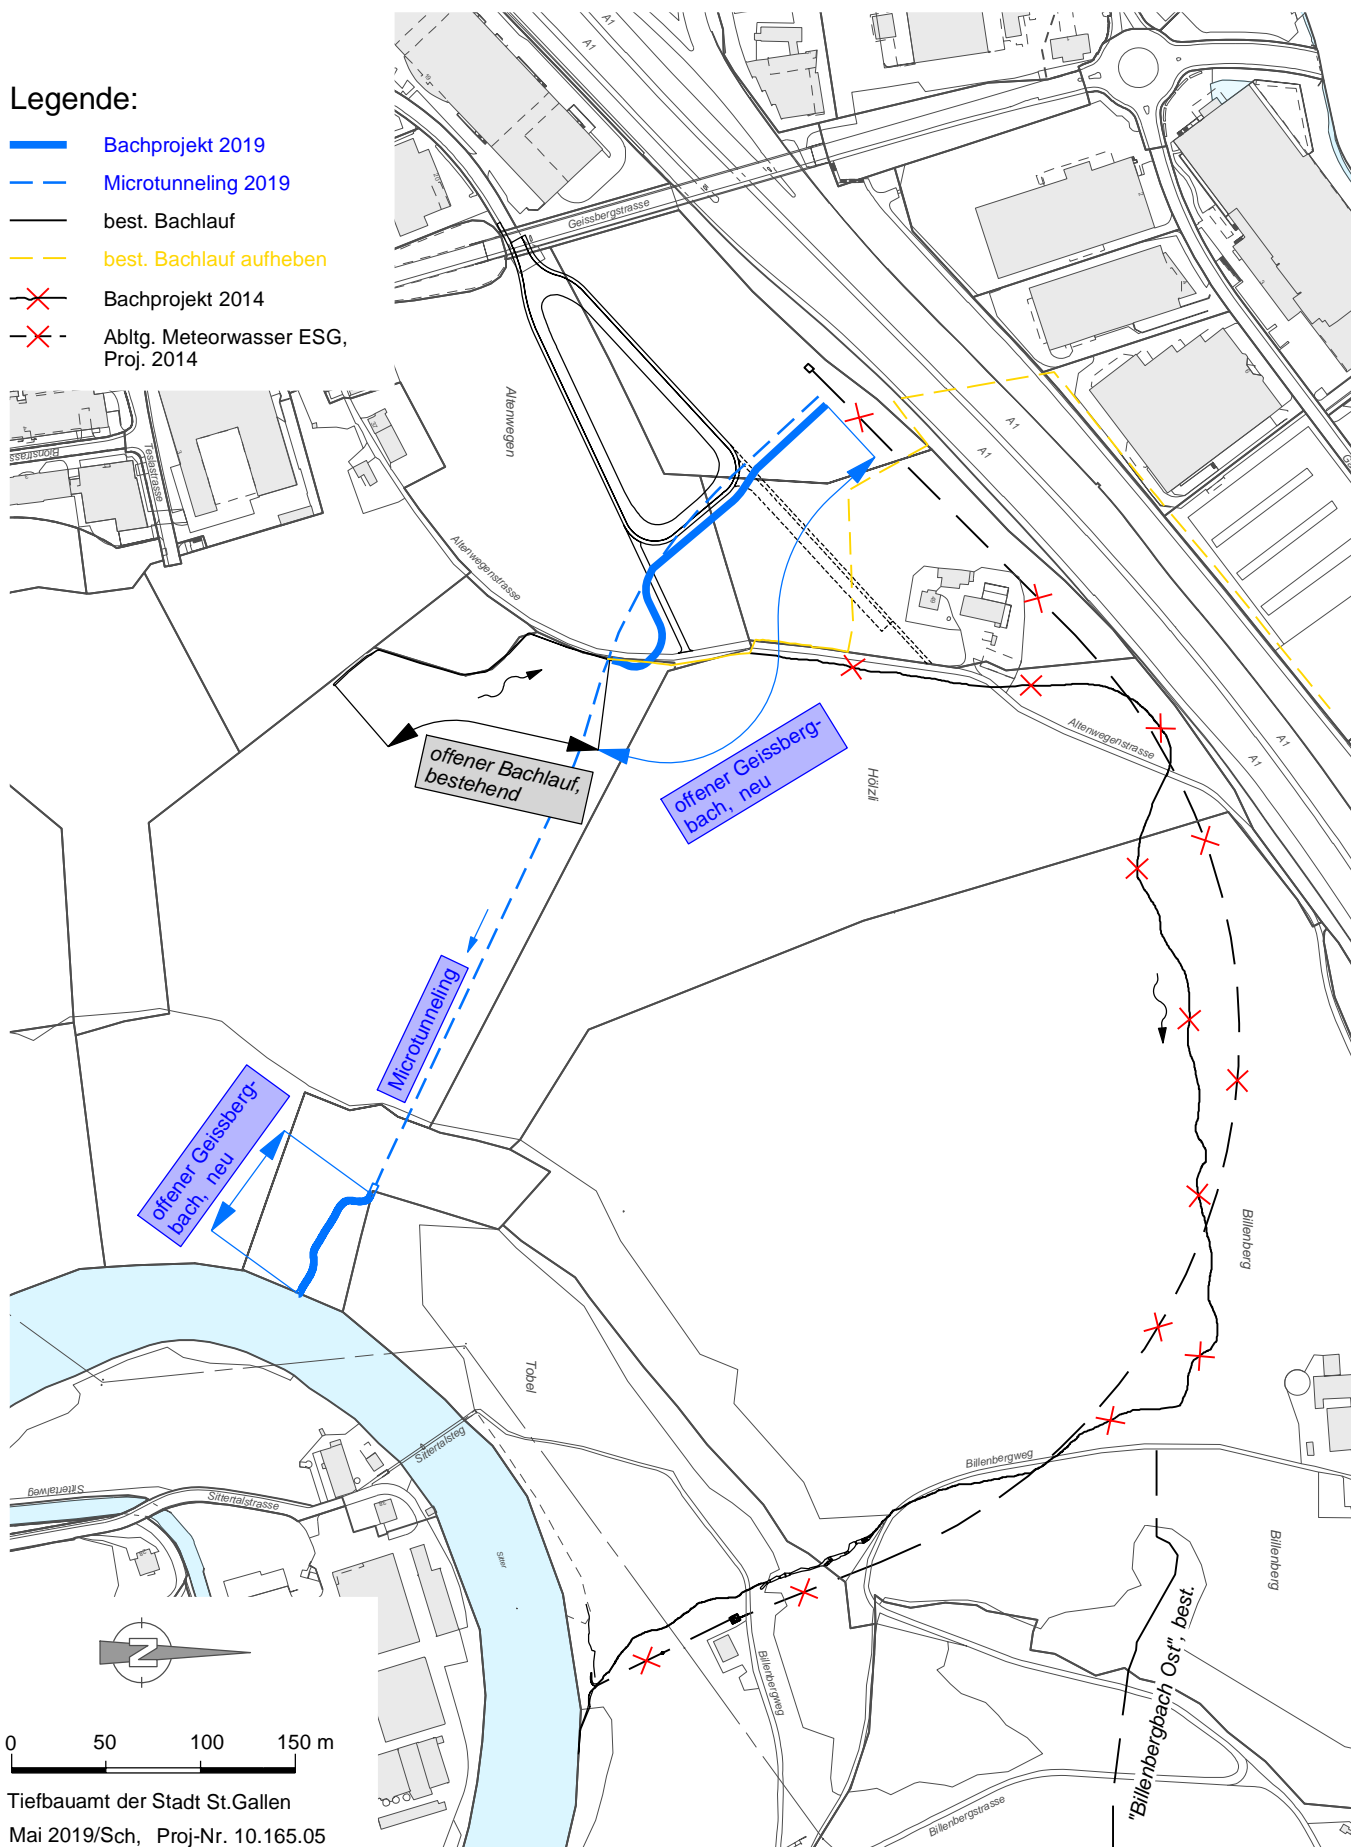 Legende:
Bachprojekt 2019
Microtunneling 2019
best. Bachlauf
best. Bachlauf aufheben
Bachprojekt 2014
Abltg. Meteorwasser ESG,
Proj. 2014
A1
Geissbergstrasse
Altenwegen
Teslastrasse
Altenwegenstrasse
A1
A1
A1
A1
offener Bachlauf,
bestehend
offener Geissberg-
bach, neu
Hölzli
Altenwegenstrasse
Microtunneling
offener Geissberg-
bach, neu
Billenberg
Tobel
Sittertalsteg
Sittertalweg
Sittertalstrasse
Sitter
Billenbergweg
Billenberg
Billenbergweg
"Billenbergbach Ost", best.
Billenbergstrasse
N
0 50 100 150 m
Tiefbauamt der Stadt St.Gallen
Mai 2019/Sch, Proj-Nr. 10.165.05